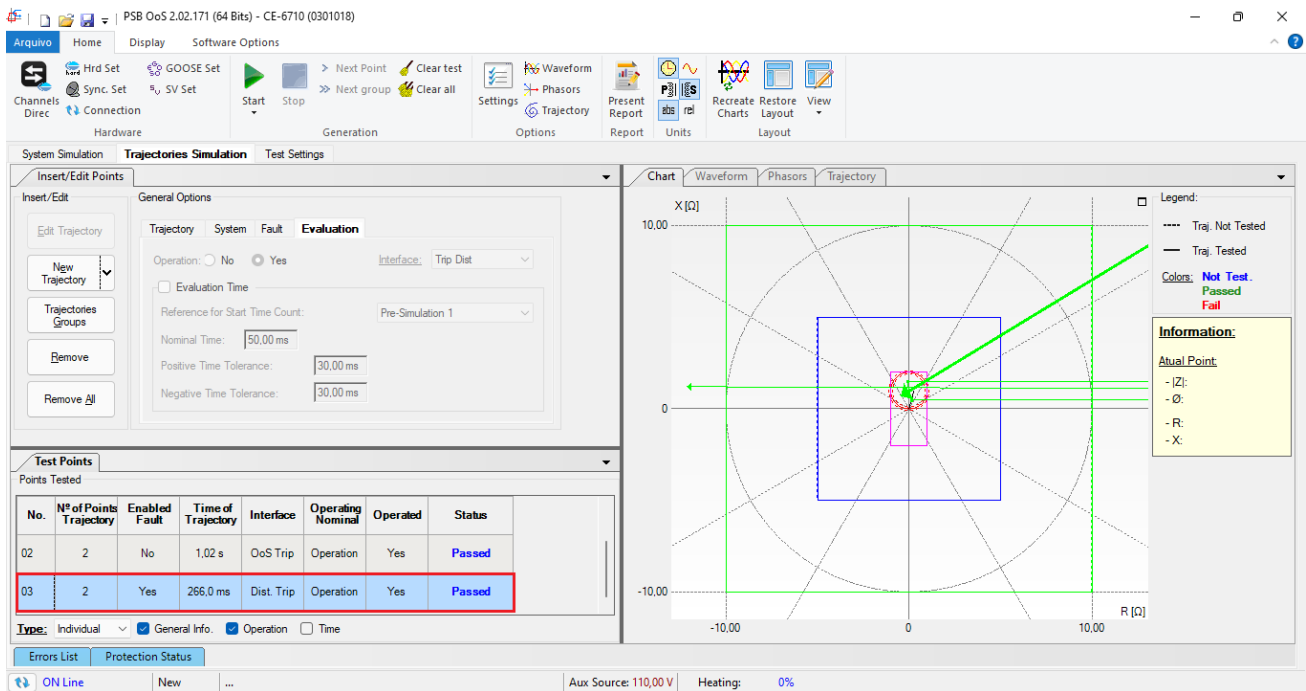 PSB OoS 2.02.171 (64 Bits) - CE-6710 (0301018)
Arquivo Home Display Software Options
Channels Direc
Hrd Set
Sync. Set
Connection
GOOSE Set
SV Set
Hardware
Start
Stop
Next Point
Next group
Clear test
Clear all
Generation
Settings
Waveform
Phasors
Trajectory
Options
Present Report
Report
abs rel
Units
Recreate Charts
Restore Layout
View
Layout
System Simulation Trajectories Simulation Test Settings
Insert/Edit Points
Insert/Edit
Edit Trajectory
New Trajectory
Trajectories Groups
Remove
Remove All
General Options
Trajectory System Fault Evaluation
Operation: No Yes Interface: Trip Dist
Evaluation Time
Reference for Start Time Count: Pre-Simulation 1
Nominal Time: 50,00 ms
Positive Time Tolerance: 30,00 ms
Negative Time Tolerance: 30,00 ms
Test Points
Points Tested
No. Nº of Points Trajectory Enabled Fault Time of Trajectory Interface Operating Nominal Operated Status
02 2 No 1,02 s OoS Trip Operation Yes Passed
03 2 Yes 266,0 ms Dist. Trip Operation Yes Passed
Type: Individual General Info. Operation Time
Errors List Protection Status
Chart Waveform Phasors Trajectory
X [Ω]
10,00
0
-10,00
R [Ω]
-10,00 0 10,00
Legend:
Traj. Not Tested
Traj. Tested
Colors: Not Test.
Passed
Fail
Information:
Atual Point:
- |Z|:
- Ø:
- R:
- X:
ON Line New ... Aux Source: 110,00 V Heating: 0%